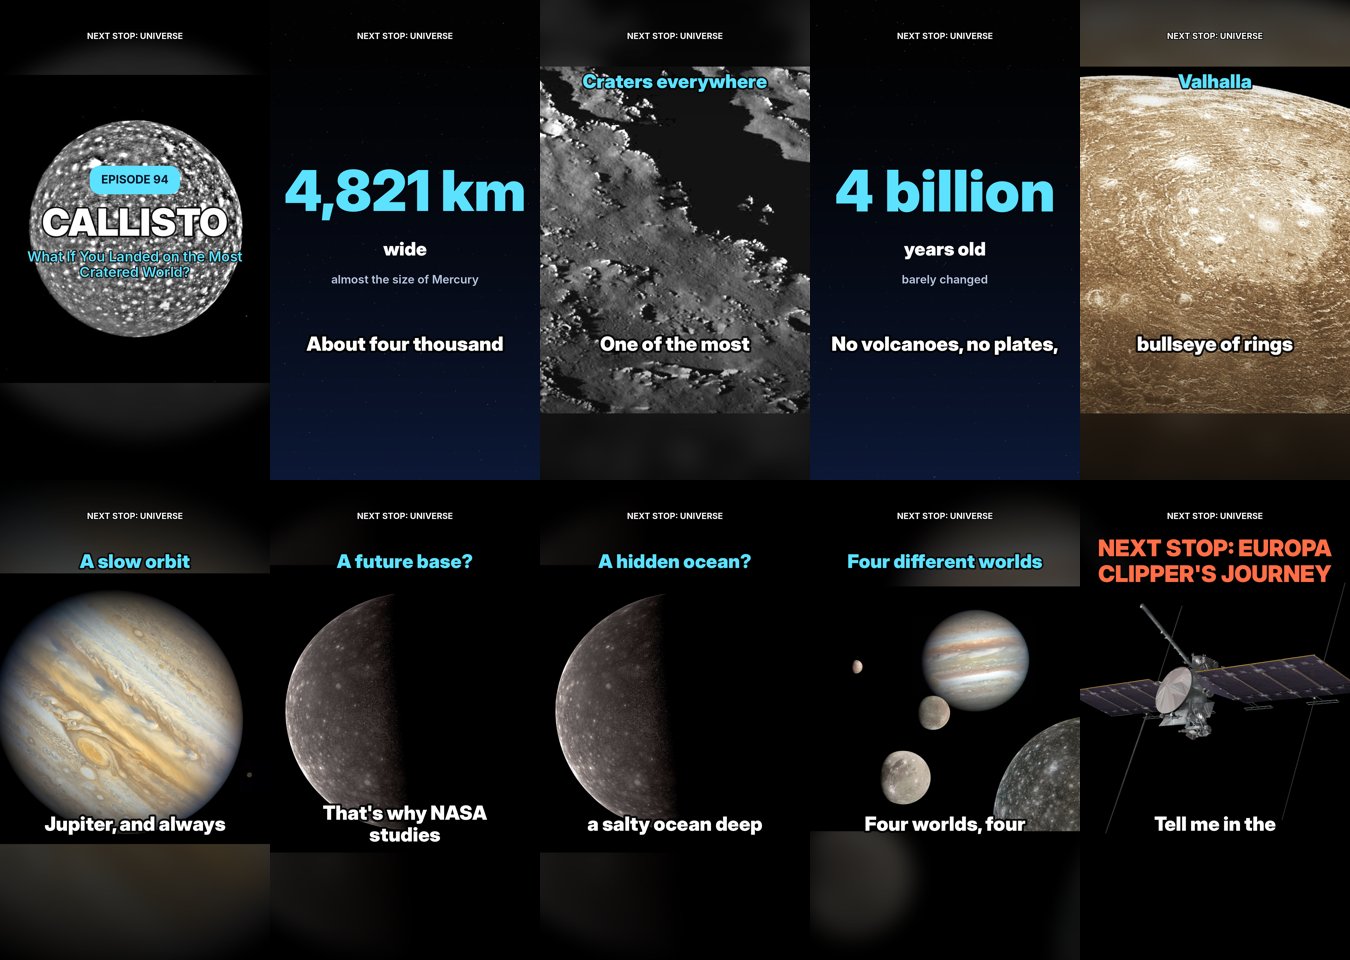 NEXT STOP: UNIVERSE
EPISODE 94
CALLISTO
What If You Landed on the Most
Cratered World?
NEXT STOP: UNIVERSE
4,821 km
wide
almost the size of Mercury
About four thousand
NEXT STOP: UNIVERSE
Craters everywhere
One of the most
NEXT STOP: UNIVERSE
4 billion
years old
barely changed
No volcanoes, no plates,
NEXT STOP: UNIVERSE
Valhalla
bullseye of rings
NEXT STOP: UNIVERSE
A slow orbit
Jupiter, and always
NEXT STOP: UNIVERSE
A future base?
That's why NASA
studies
NEXT STOP: UNIVERSE
A hidden ocean?
a salty ocean deep
NEXT STOP: UNIVERSE
Four different worlds
Four worlds, four
NEXT STOP: UNIVERSE
NEXT STOP: EUROPA
CLIPPER'S JOURNEY
Tell me in the